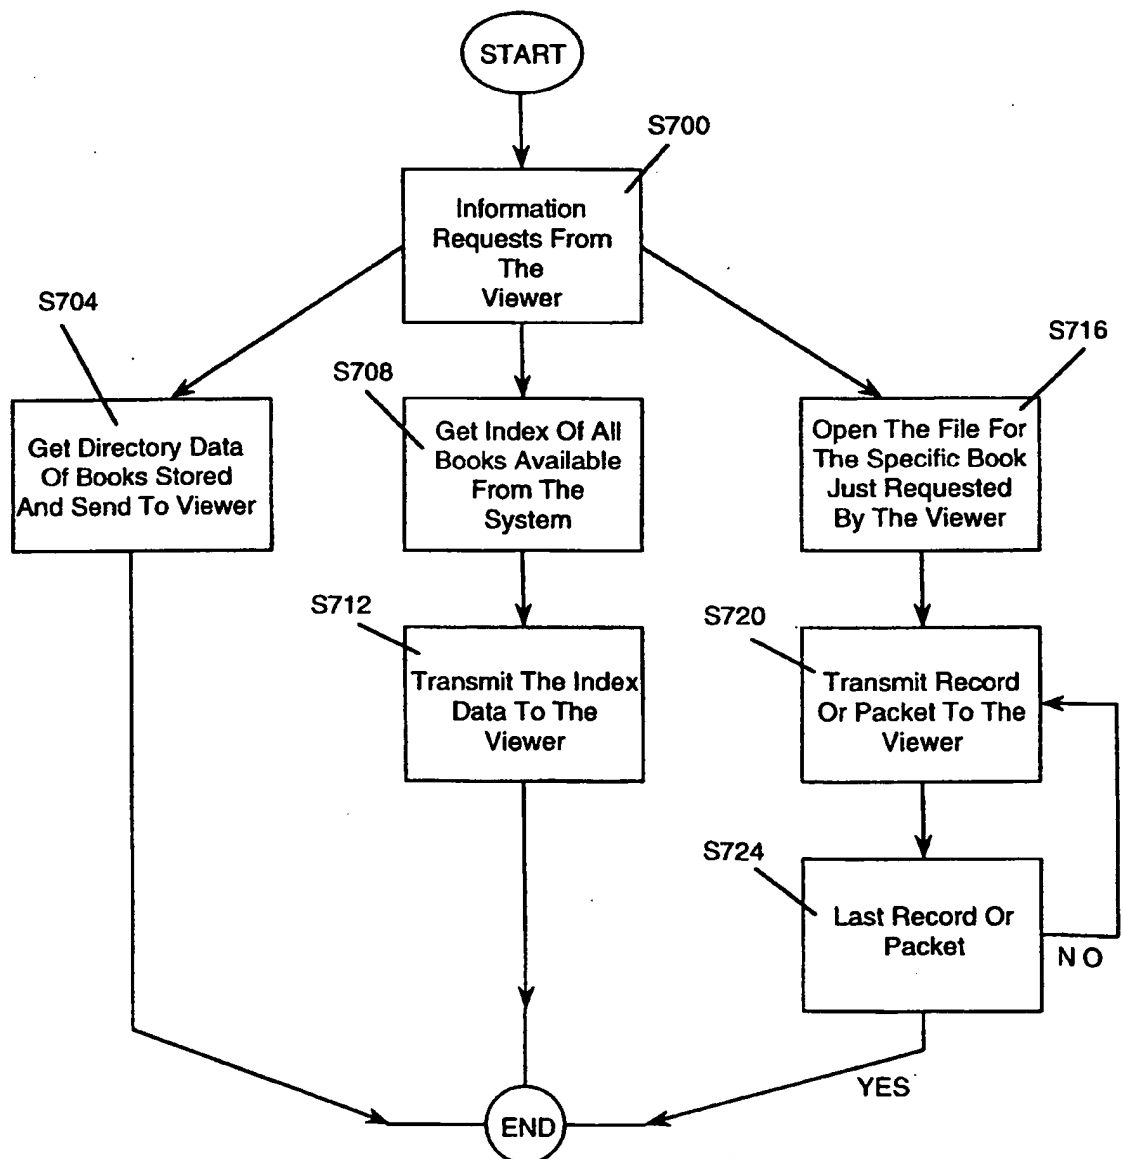 START
S700
Information
Requests From
The
Viewer
S704
Get Directory Data
Of Books Stored
And Send To Viewer
S708
Get Index Of All
Books Available
From The
System
S716
Open The File For
The Specific Book
Just Requested
By The Viewer
S712
Transmit The Index
Data To The
Viewer
S720
Transmit Record
Or Packet To The
Viewer
S724
Last Record Or
Packet
NO
YES
END